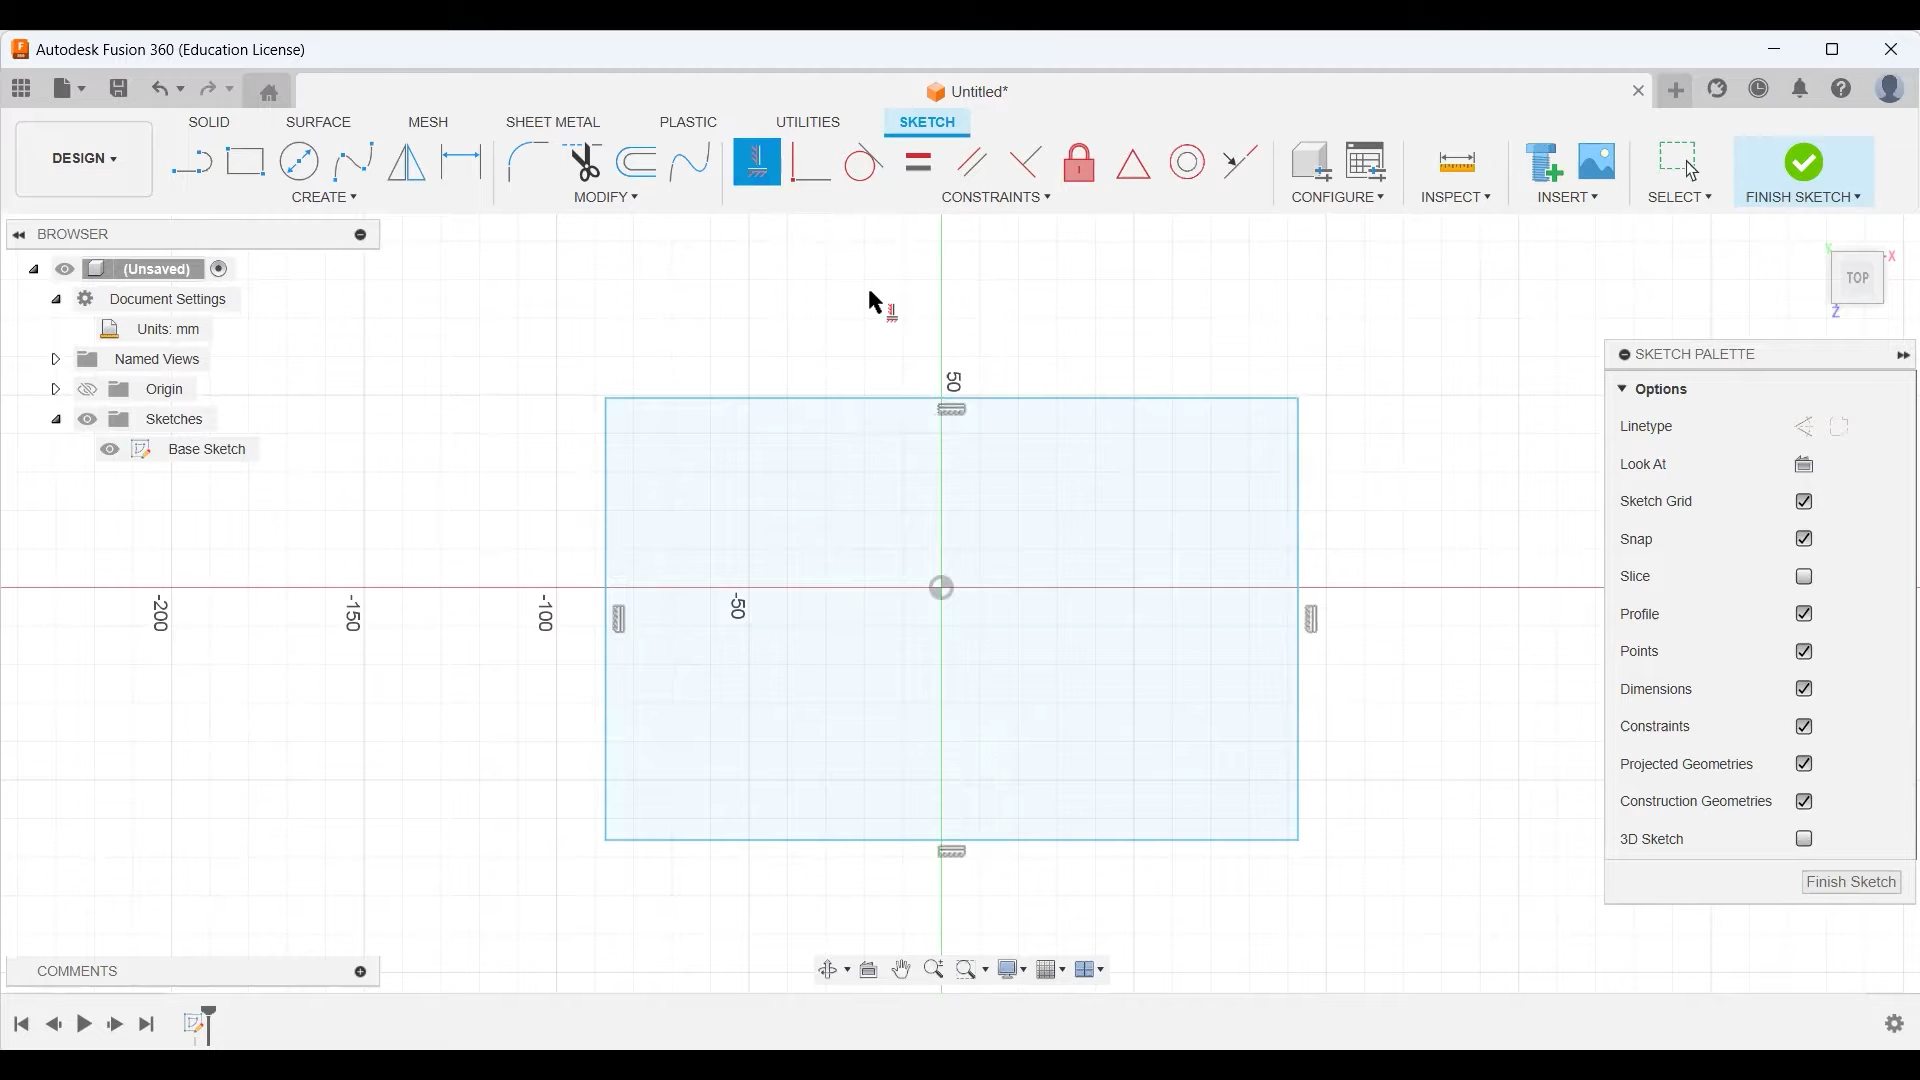 Autodesk Fusion 360 (Education License)
Untitled*
SOLID
SURFACE
MESH
SHEET METAL
PLASTIC
UTILITIES
SKETCH
DESIGN
CREATE
MODIFY
CONSTRAINTS
CONFIGURE
INSPECT
INSERT
SELECT
FINISH SKETCH
BROWSER
(Unsaved)
Document Settings
Units: mm
Named Views
Origin
Sketches
Base Sketch
50
-200
-150
-100
-50
Y
X
TOP
Z
SKETCH PALETTE
Options
Linetype
Look At
Sketch Grid
Snap
Slice
Profile
Points
Dimensions
Constraints
Projected Geometries
Construction Geometries
3D Sketch
Finish Sketch
COMMENTS